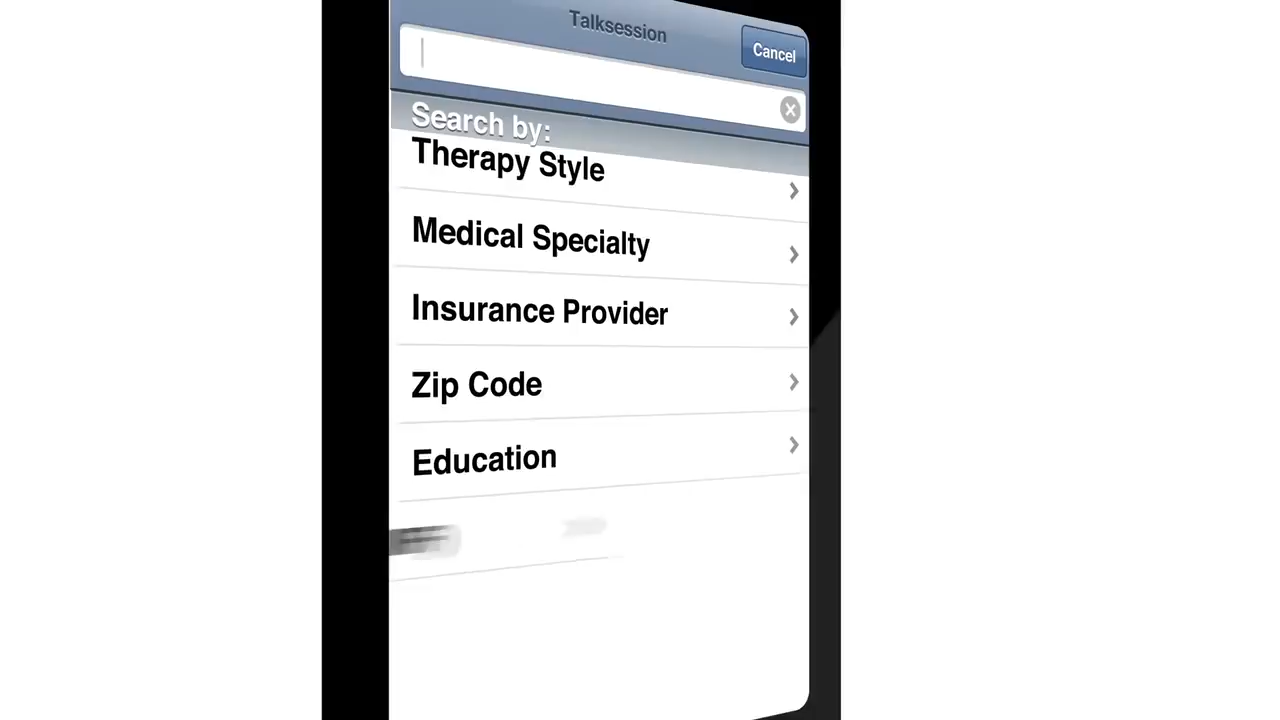 Talksession
Cancel
Search by:
Therapy Style
Medical Specialty
Insurance Provider
Zip Code
Education